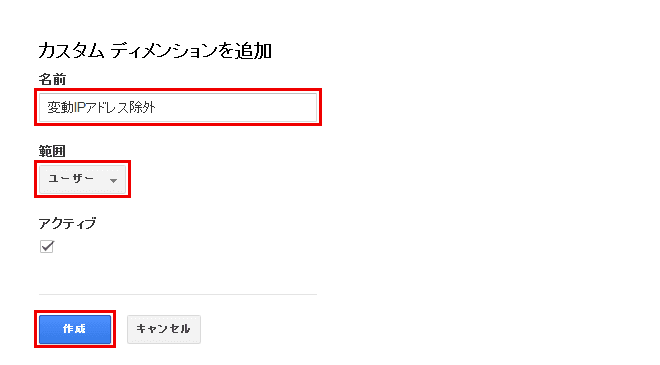 カスタム ディメンションを追加
名前
変動IPアドレス除外
範囲
ユーザー
アクティブ
作成 キャンセル